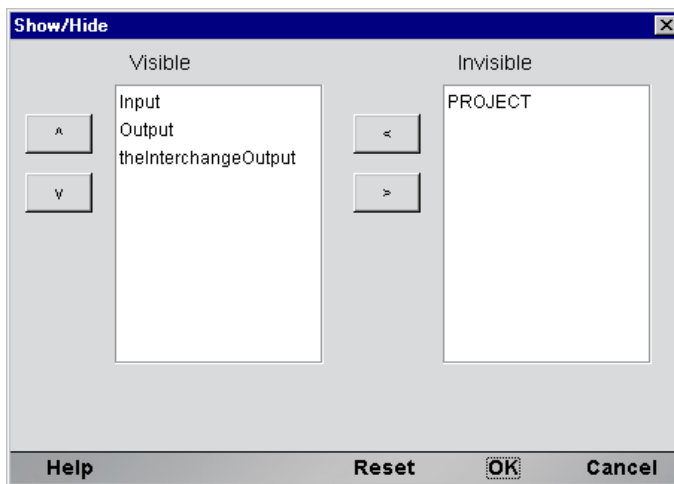 Show/Hide
Visible
Invisible
^
v
Input
Output
theInterchangeOutput
<
>
PROJECT
Help
Reset
OK
Cancel